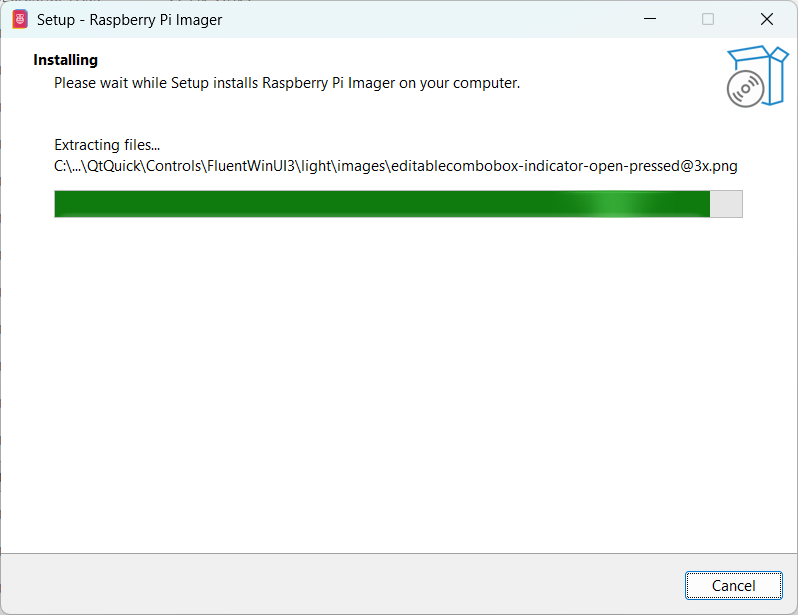 Setup - Raspberry Pi Imager
Installing
Please wait while Setup installs Raspberry Pi Imager on your computer.
Extracting files...
C:\...\QtQuick\Controls\FluentWinUI3\light\images\editablecombobox-indicator-open-pressed@3x.png
Cancel